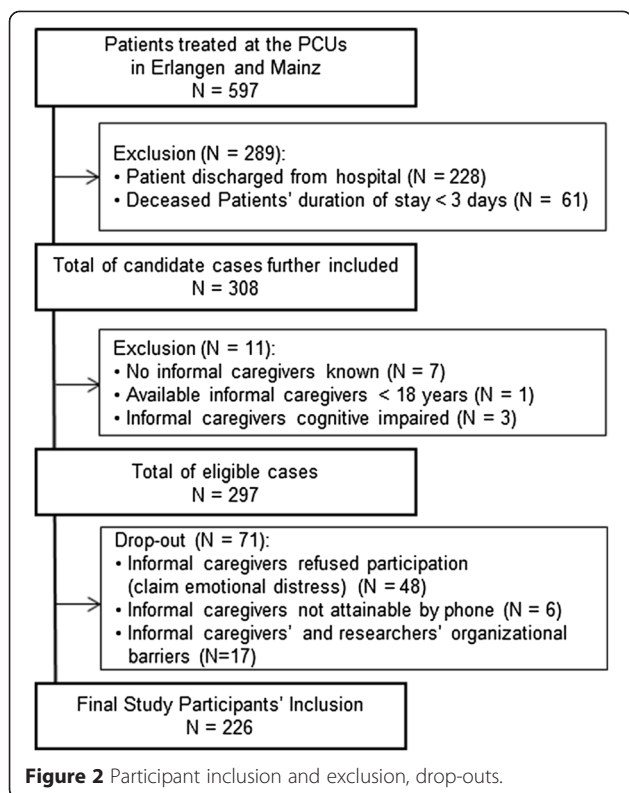 Patients treated at the PCUs
in Erlangen and Mainz
N = 597
Exclusion (N = 289):
• Patient discharged from hospital (N = 228)
• Deceased Patients' duration of stay < 3 days (N = 61)
Total of candidate cases further included
N = 308
Exclusion (N = 11):
• No informal caregivers known (N = 7)
• Available informal caregivers < 18 years (N = 1)
• Informal caregivers cognitive impaired (N = 3)
Total of eligible cases
N = 297
Drop-out (N = 71):
• Informal caregivers refused participation
(claim emotional distress) (N = 48)
• Informal caregivers not attainable by phone (N = 6)
• Informal caregivers' and researchers' organizational
barriers (N=17)
Final Study Participants' Inclusion
N = 226
Figure 2 Participant inclusion and exclusion, drop-outs.